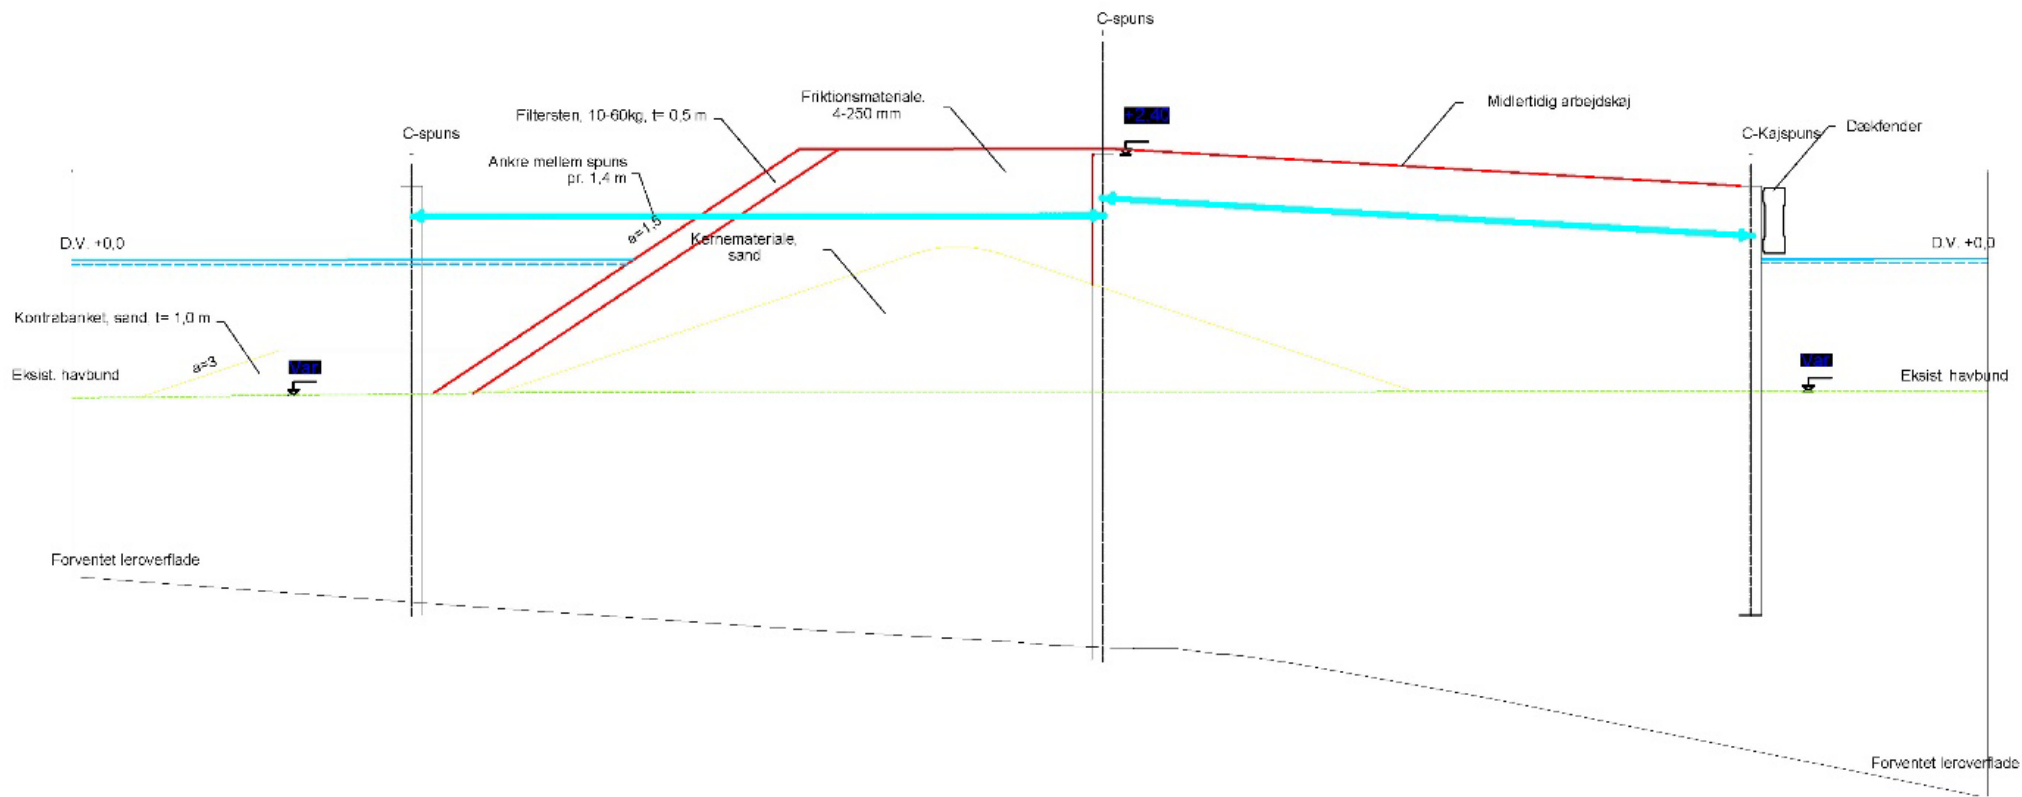 C-spuns
Friktionsmateriale.
4-250 mm
Midlertidig arbejdskaj
Filtersten, 10-60kg, t= 0,5 m
+2,40
C-spuns
C-Kajspuns
Dækfender
Ankre mellem spuns
pr. 1,4 m
a=1,5
Kernemateriale,
sand
D.V. +0,0
D.V. +0,0
Kontrabanket, sand, t= 1,0 m
a=3
Var
Var
Eksist. havbund
Eksist. havbund
Forventet leroverflade
Forventet leroverflade